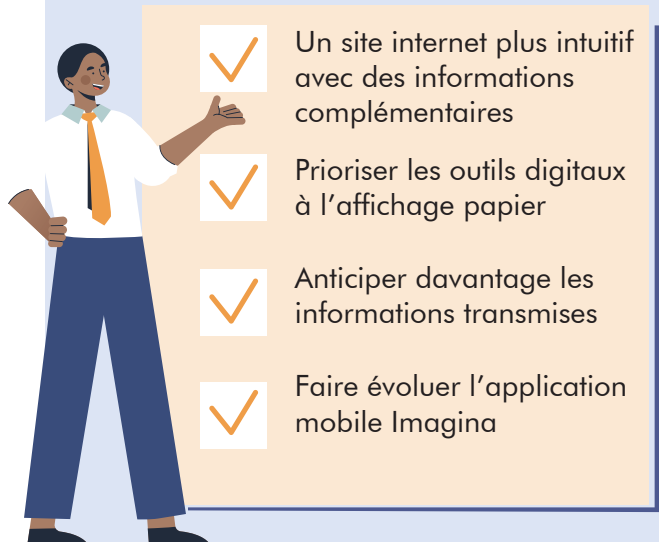 Un site internet plus intuitif
avec des informations
complémentaires
Prioriser les outils digitaux
à l’affichage papier
Anticiper davantage les
informations transmises
Faire évoluer l’application
mobile Imagina